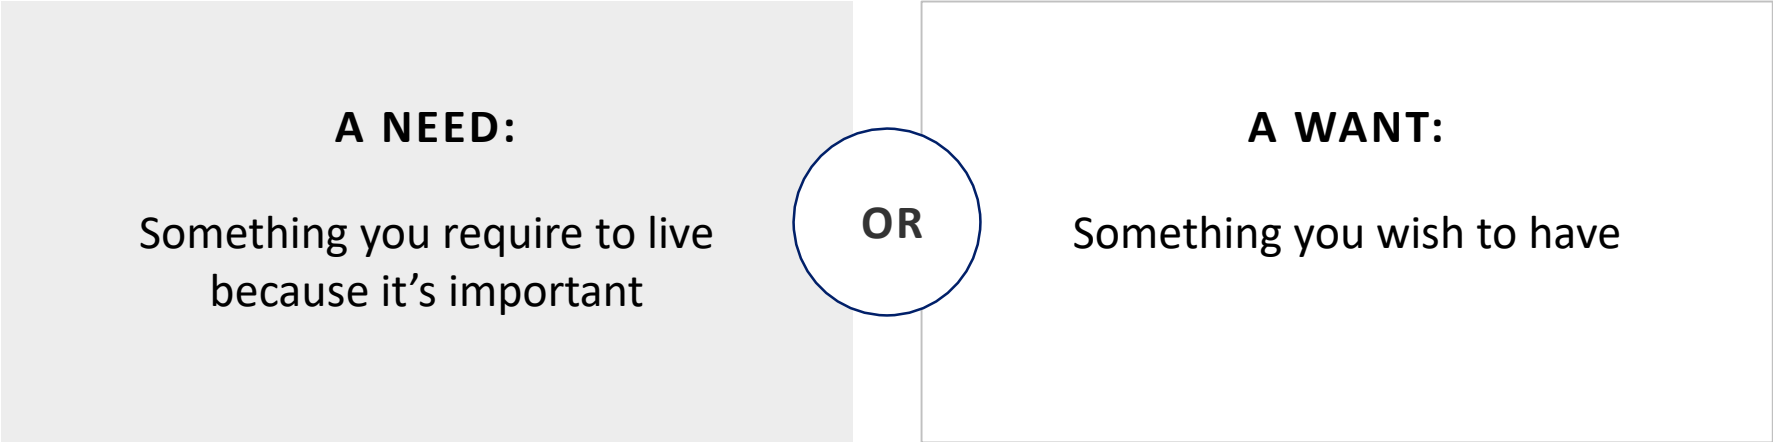 A NEED:
Something you require to live
because it’s important
OR
A WANT:
Something you wish to have